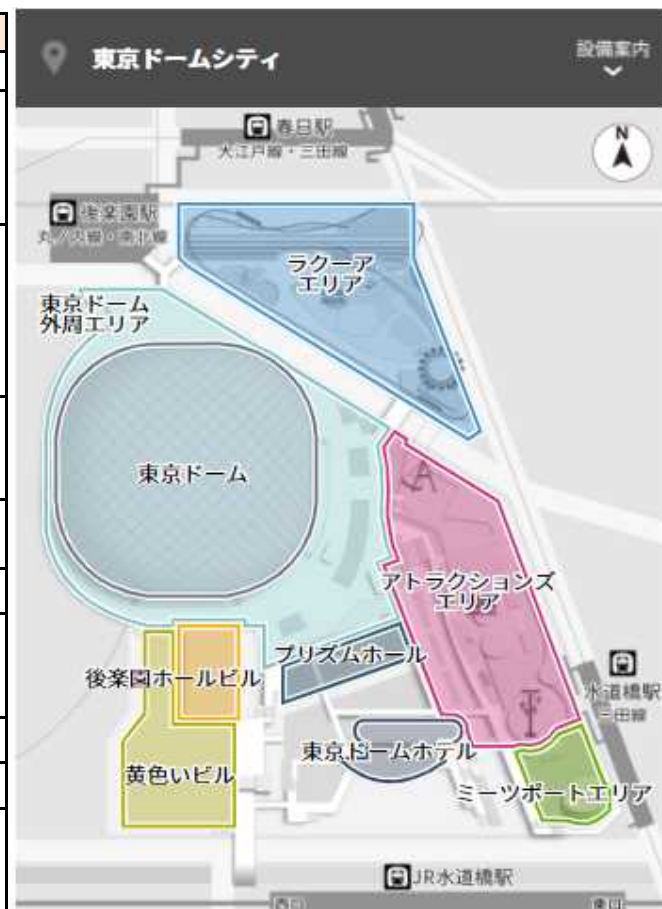 東京ドームシティ
設備案内
春日駅
大江戸線・三田線
N
後楽園駅
丸ノ内線・南北線
ラクーア
エリア
東京ドーム
外周エリア
東京ドーム
アトラクションズ
エリア
プリズムホール
後楽園ホールビル
水道橋駅
三田線
東京ドームホテル
黄色いビル
ミーツポートエリア
JR水道橋駅
西口
東口